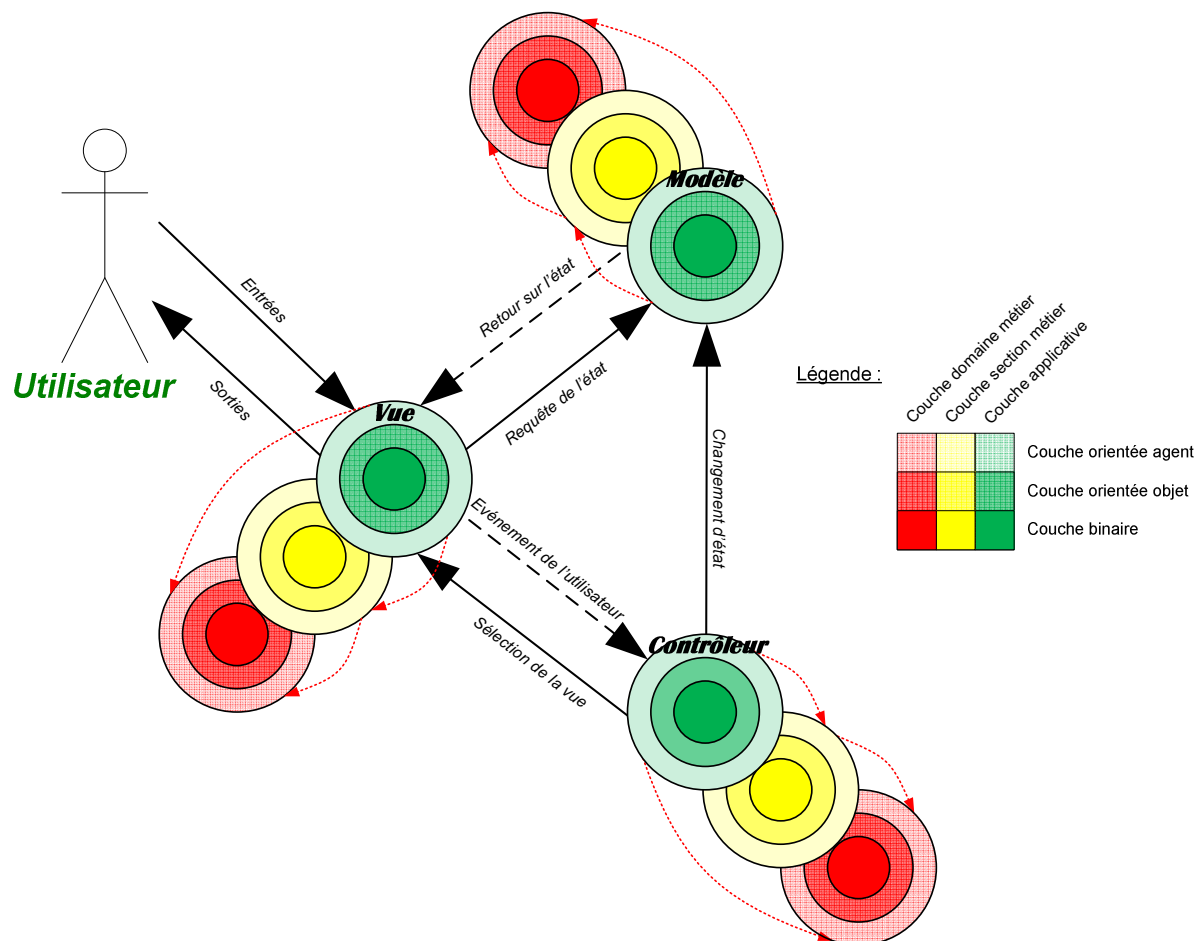 Modèle
Entrées
Retour sur l'état
Utilisateur
Sorties
Vue
Requête de l'état
Légende :
Couche domaine métier
Couche section métier
Couche applicative
Couche orientée agent
Couche orientée objet
Couche binaire
Changement d'état
Evénement de l'utilisateur
Sélection de la vue
Contrôleur